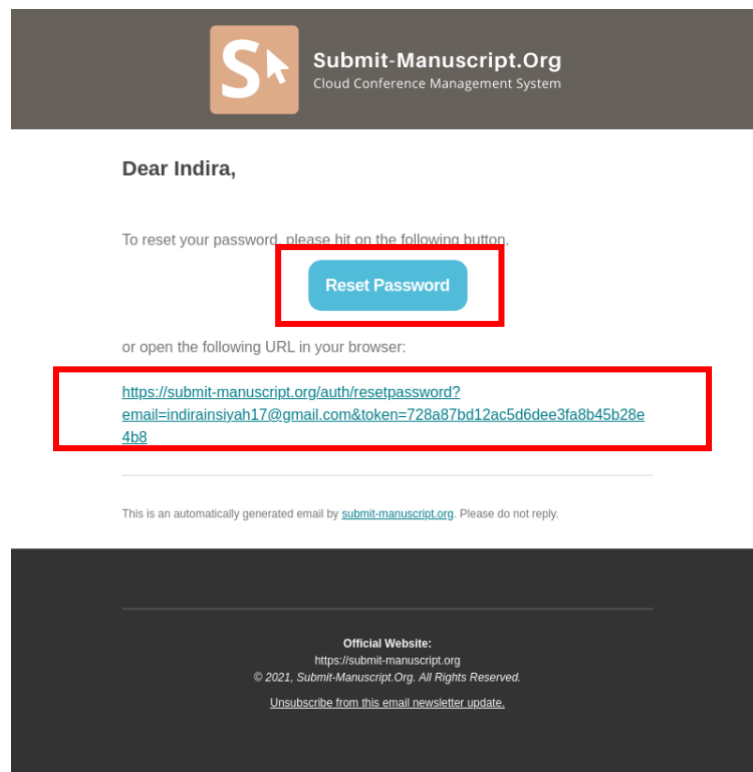 S
Submit-Manuscript.Org
Cloud Conference Management System
Dear Indira,
To reset your password, please hit on the following button.
Reset Password
or open the following URL in your browser:
https://submit-manuscript.org/auth/resetpassword?
email=indirainsiyah17@gmail.com&token=728a87bd12ac5d6dee3fa8b45b28e
4b8
This is an automatically generated email by submit-manuscript.org. Please do not reply.
Official Website:
https://submit-manuscript.org
© 2021, Submit-Manuscript.Org. All Rights Reserved.
Unsubscribe from this email newsletter update.